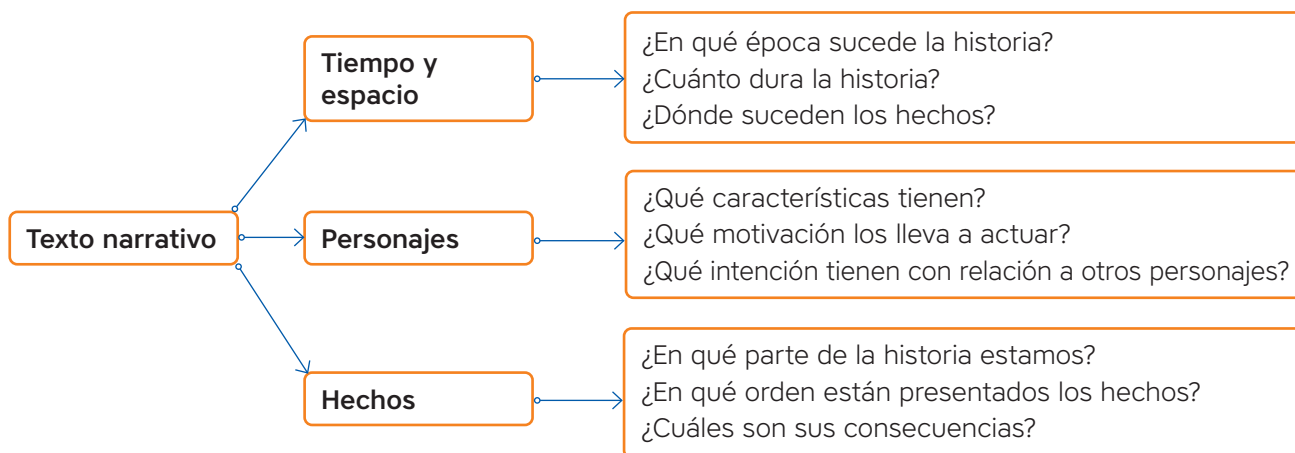 Texto narrativo
Tiempo y
espacio
¿En qué época sucede la historia?
¿Cuánto dura la historia?
¿Dónde suceden los hechos?
Personajes
¿Qué características tienen?
¿Qué motivación los lleva a actuar?
¿Qué intención tienen con relación a otros personajes?
Hechos
¿En qué parte de la historia estamos?
¿En qué orden están presentados los hechos?
¿Cuáles son sus consecuencias?